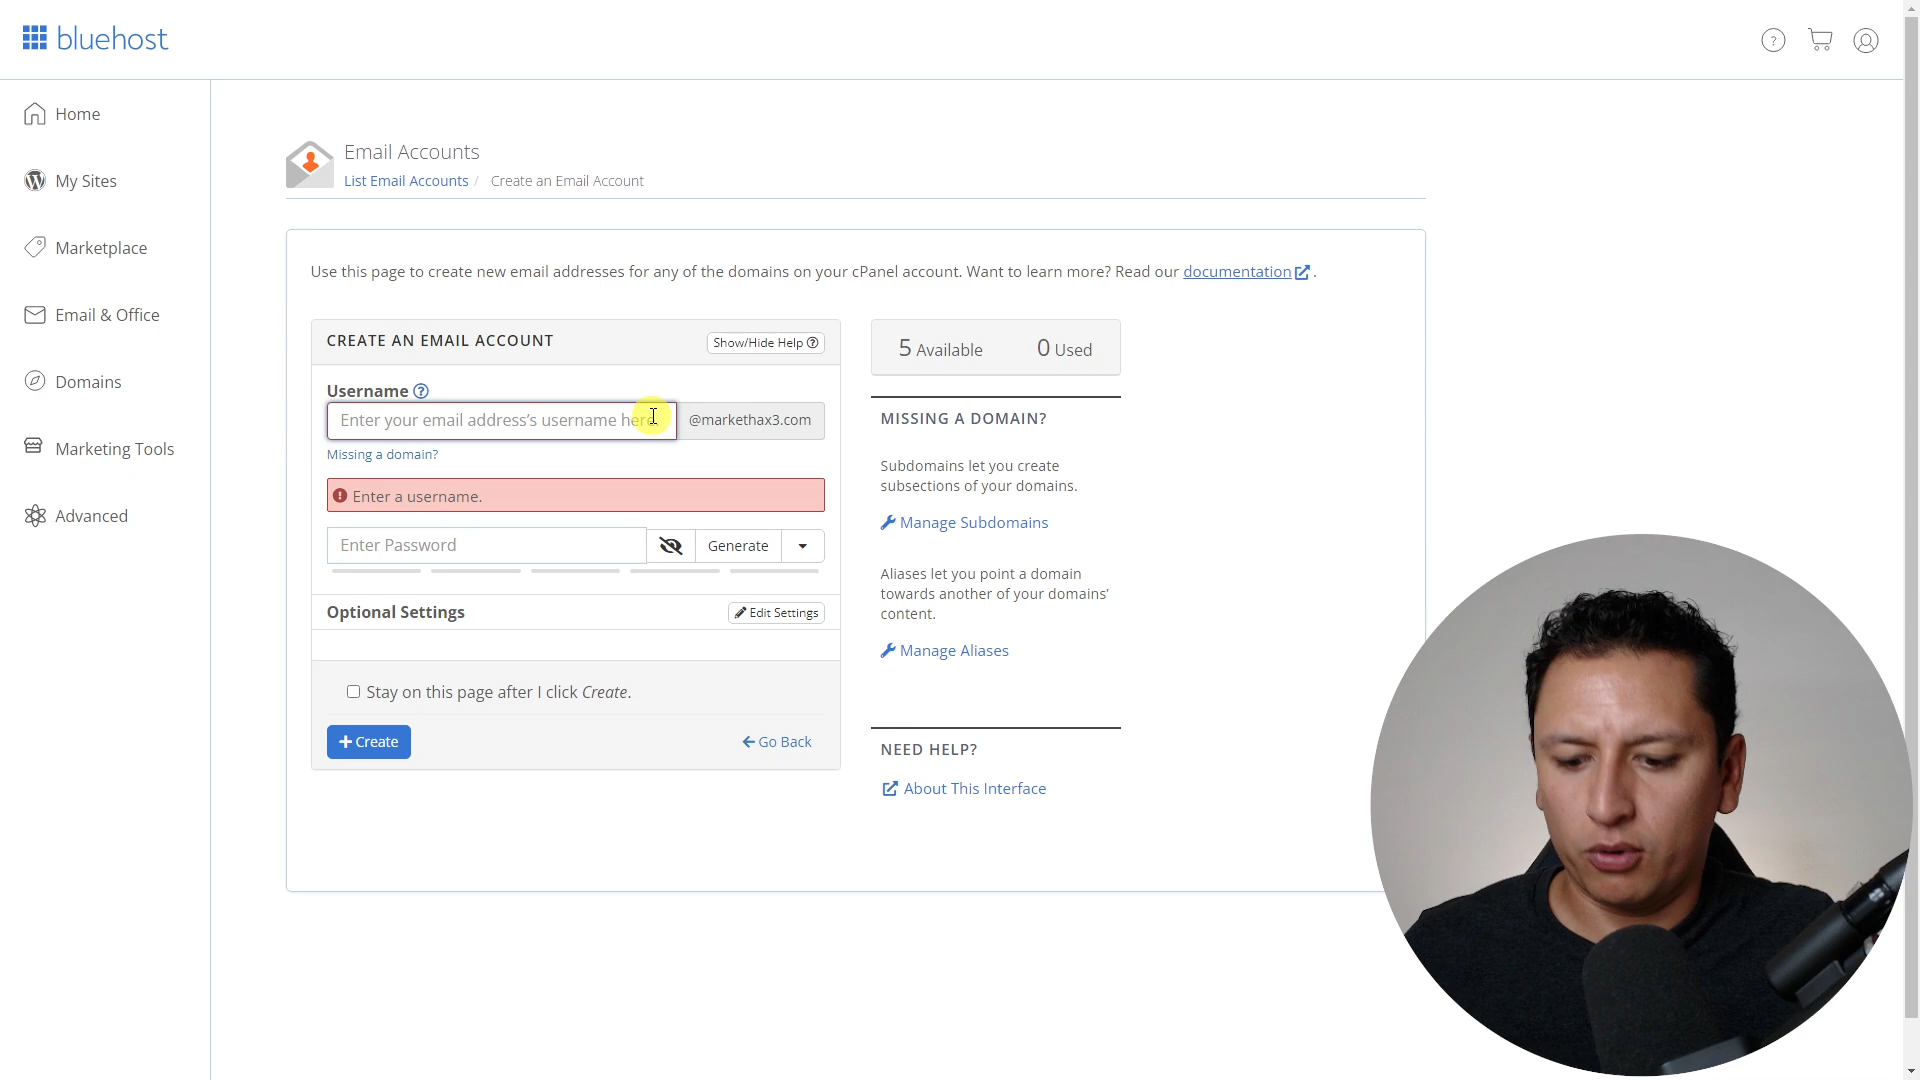 bluehost
?
Home
My Sites
Marketplace
Email & Office
Domains
Marketing Tools
Advanced
Email Accounts
List Email Accounts / Create an Email Account
Use this page to create new email addresses for any of the domains on your cPanel account. Want to learn more? Read our documentation .
CREATE AN EMAIL ACCOUNT
Show/Hide Help ?
Username ?
Enter your email address's username here
@markethax3.com
Missing a domain?
Enter a username.
Enter Password
Generate
Optional Settings
Edit Settings
Stay on this page after I click Create.
+ Create
Go Back
5 Available
0 Used
MISSING A DOMAIN?
Subdomains let you create
subsections of your domains.
Manage Subdomains
Aliases let you point a domain
towards another of your domains'
content.
Manage Aliases
NEED HELP?
About This Interface